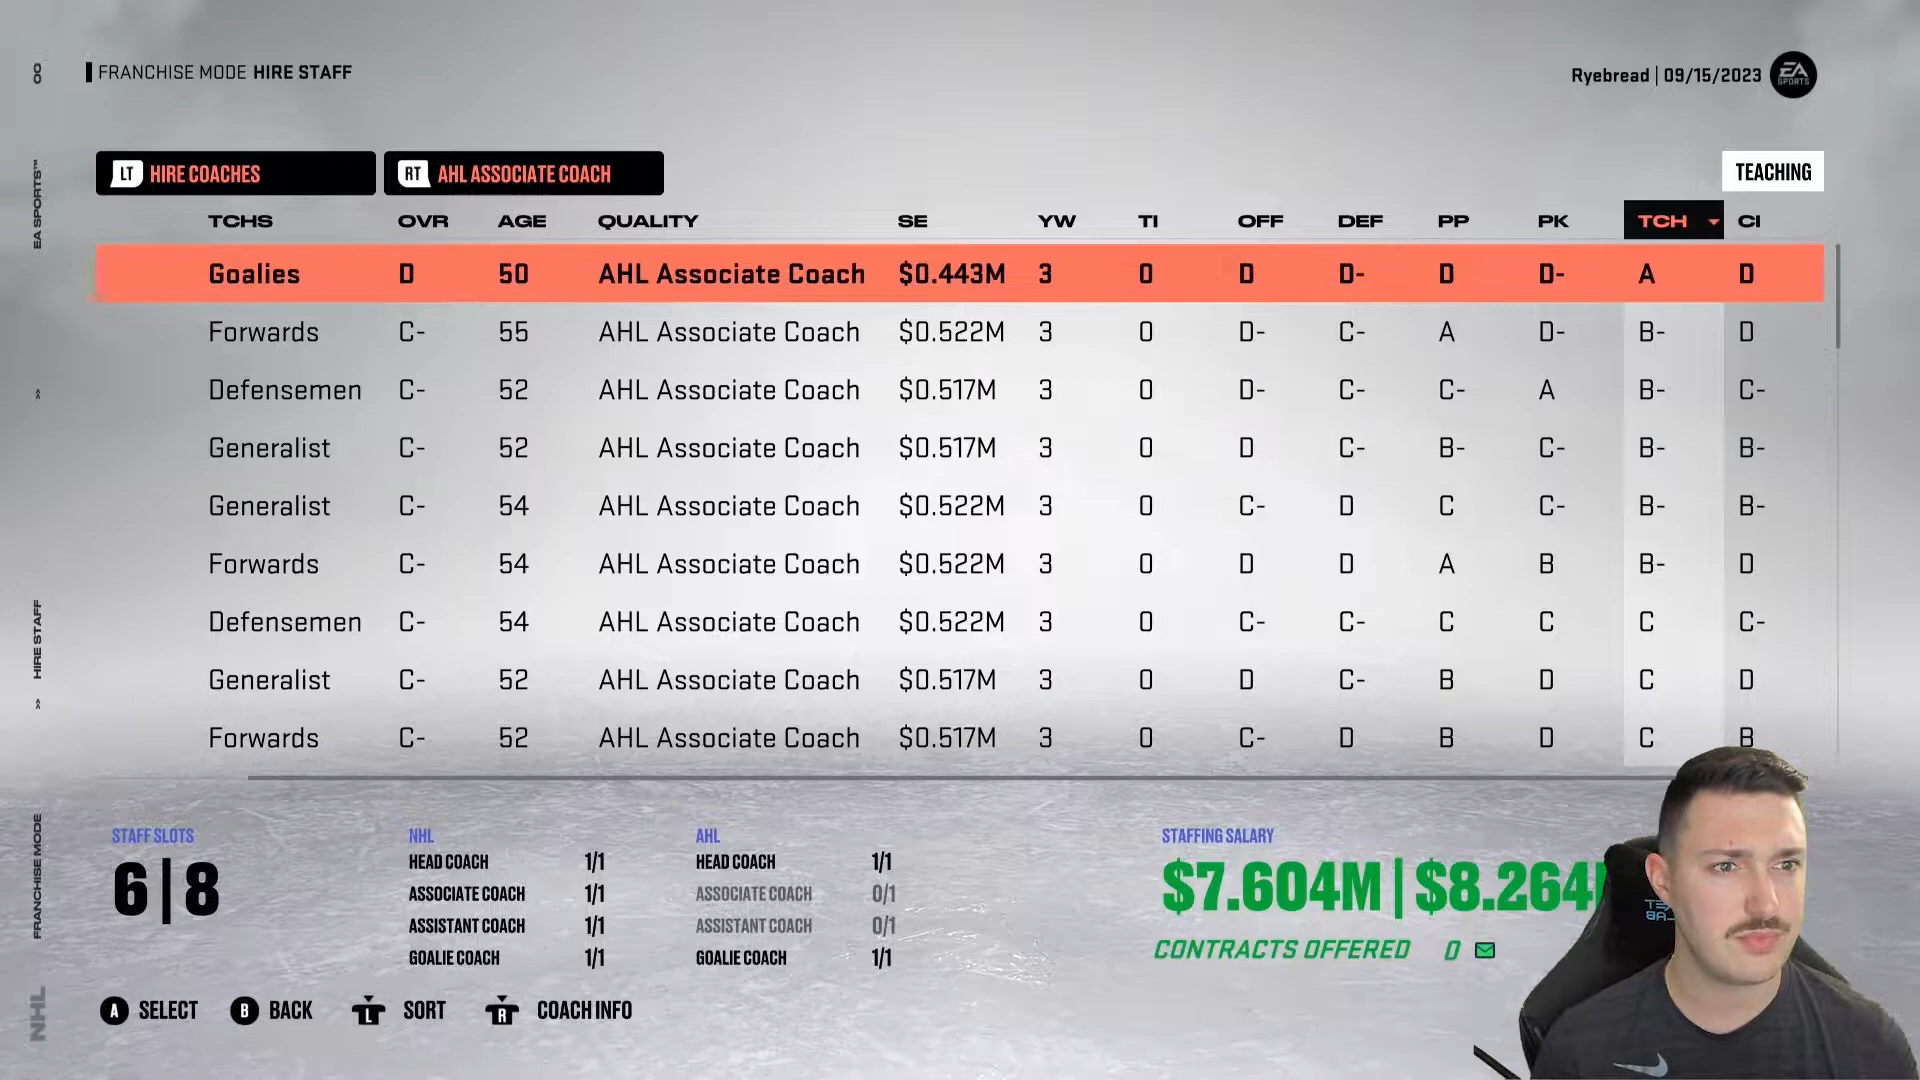 FRANCHISE MODE HIRE STAFF
Ryebread | 09/15/2023
EA SPORTS
LT HIRE COACHES
RT AHL ASSOCIATE COACH
TEACHING
TCHS OVR AGE QUALITY SE YW TI OFF DEF PP PK TCH CI
Goalies D 50 AHL Associate Coach $0.443M 3 0 D D- D D- A D
Forwards C- 55 AHL Associate Coach $0.522M 3 0 D- C- A D- B- D
Defensemen C- 52 AHL Associate Coach $0.517M 3 0 D- C- C- A B- C-
Generalist C- 52 AHL Associate Coach $0.517M 3 0 D C- B- C- B- B-
Generalist C- 54 AHL Associate Coach $0.522M 3 0 C- D C C- B- B-
Forwards C- 54 AHL Associate Coach $0.522M 3 0 D D A B B- D
Defensemen C- 54 AHL Associate Coach $0.522M 3 0 C- C- C C C C-
Generalist C- 52 AHL Associate Coach $0.517M 3 0 D C- B D C D
Forwards C- 52 AHL Associate Coach $0.517M 3 0 C- D B D C B
STAFF SLOTS
6|8
NHL
HEAD COACH 1/1
ASSOCIATE COACH 1/1
ASSISTANT COACH 1/1
GOALIE COACH 1/1
AHL
HEAD COACH 1/1
ASSOCIATE COACH 0/1
ASSISTANT COACH 0/1
GOALIE COACH 1/1
STAFFING SALARY
$7.604M | $8.264
CONTRACTS OFFERED 0
A SELECT B BACK L SORT R COACH INFO
EA SPORTS™
HIRE STAFF
FRANCHISE MODE
NHL